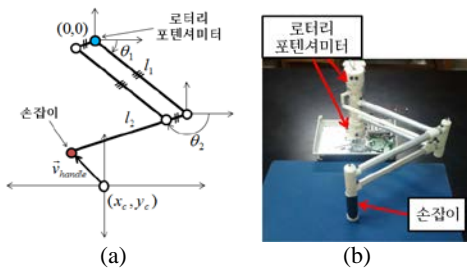 로터리
포텐셔미터
(0,0)
θ₁
l₁
l₂
θ₂
손잡이
v⃗handle
(xc, yc)
(a)
로터리
포텐셔미터
손잡이
(b)